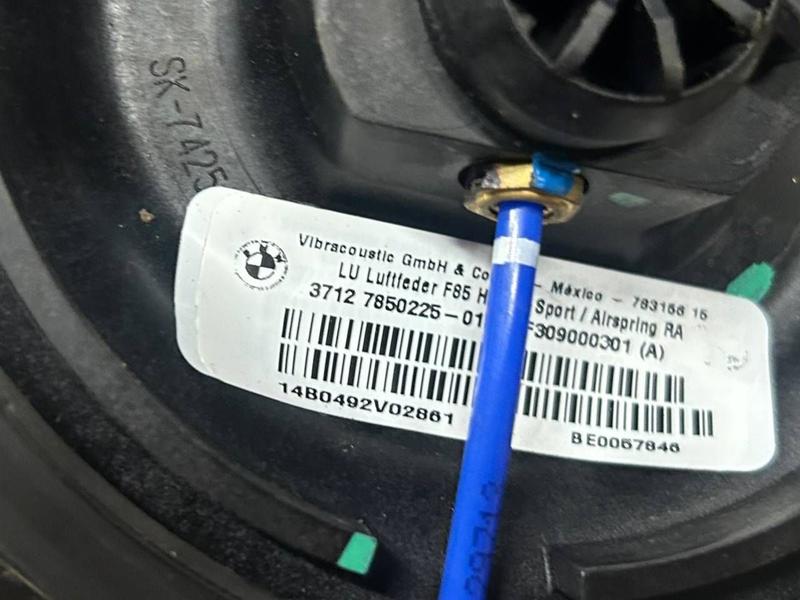 SK-7A25
Vibracoustic GmbH & Co - México - 783156 15
LU Luftfeder F85 H Sport / Airspring RA
3712 7850225-01 F309000301 (A)
14B0492V02861
BE0057846